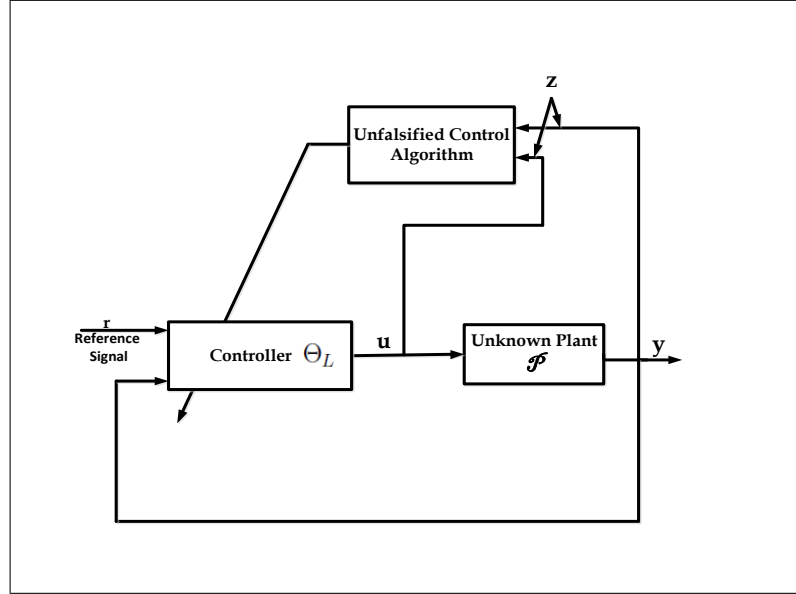 z
Unfalsified Control
Algorithm
r
Reference
Signal
Controller Θ_L
u
Unknown Plant
𝒫
y